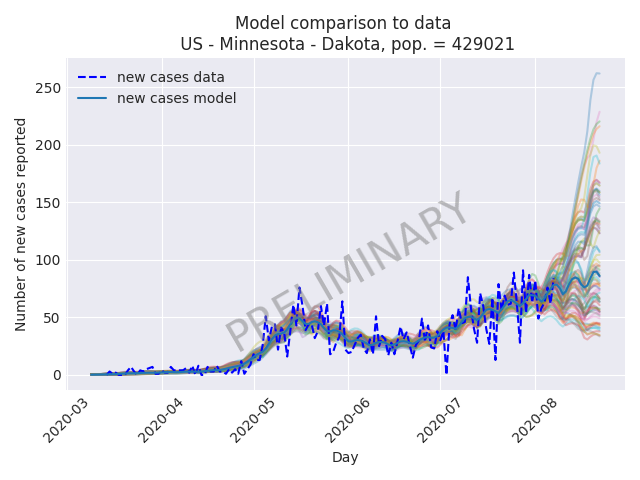 Model comparison to data
US - Minnesota - Dakota, pop. = 429021
new cases data
new cases model
Number of new cases reported
250
200
150
100
50
0
PRELIMINARY
2020-03
2020-04
2020-05
2020-06
2020-07
2020-08
Day